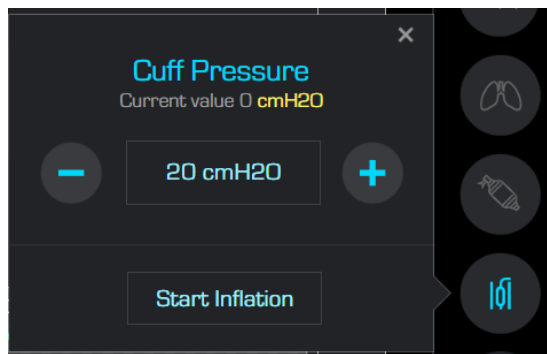 Cuff Pressure
Current value 0 cmH2O
20 cmH2O
Start Inflation